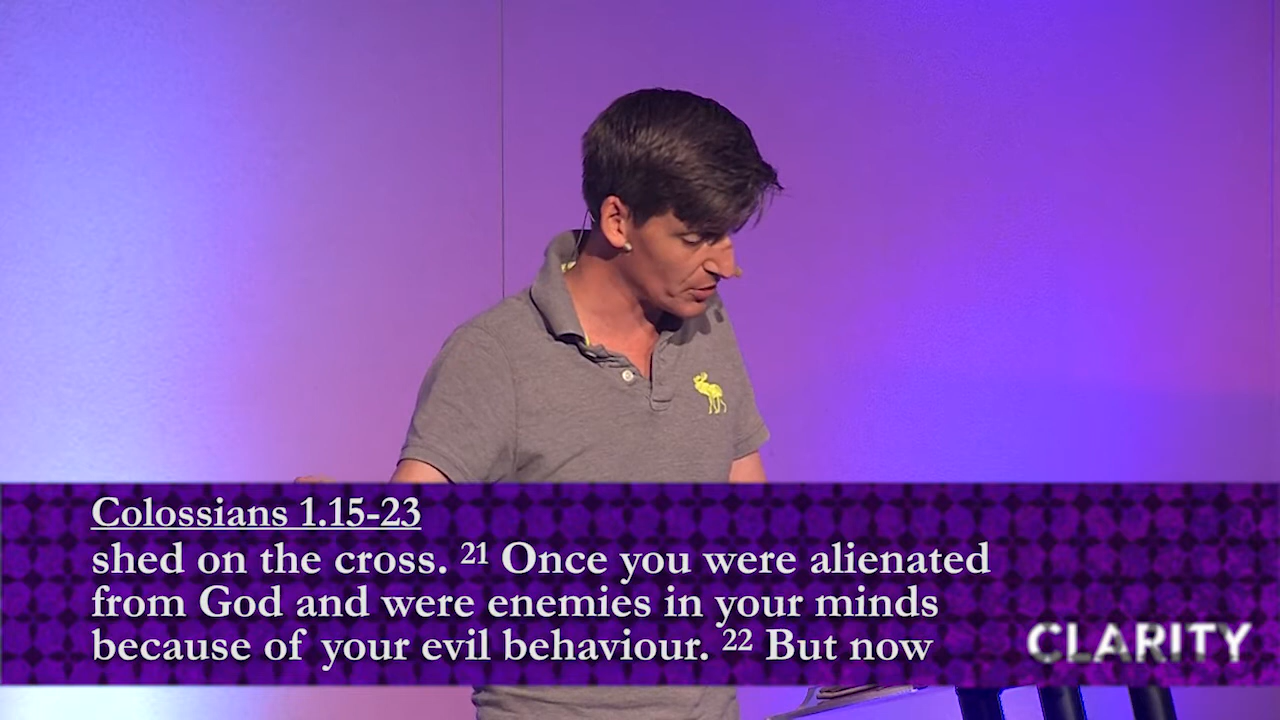 Colossians 1.15-23
shed on the cross. 21 Once you were alienated
from God and were enemies in your minds
because of your evil behaviour. 22 But now
CLARITY